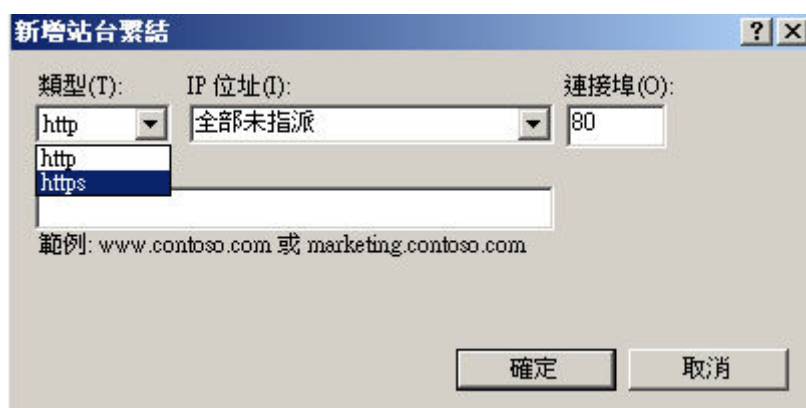 新增站台繫結
類型(T): IP 位址(I): 連接埠(O):
http 全部未指派 80
http
https
範例: www.contoso.com 或 marketing.contoso.com
確定 取消